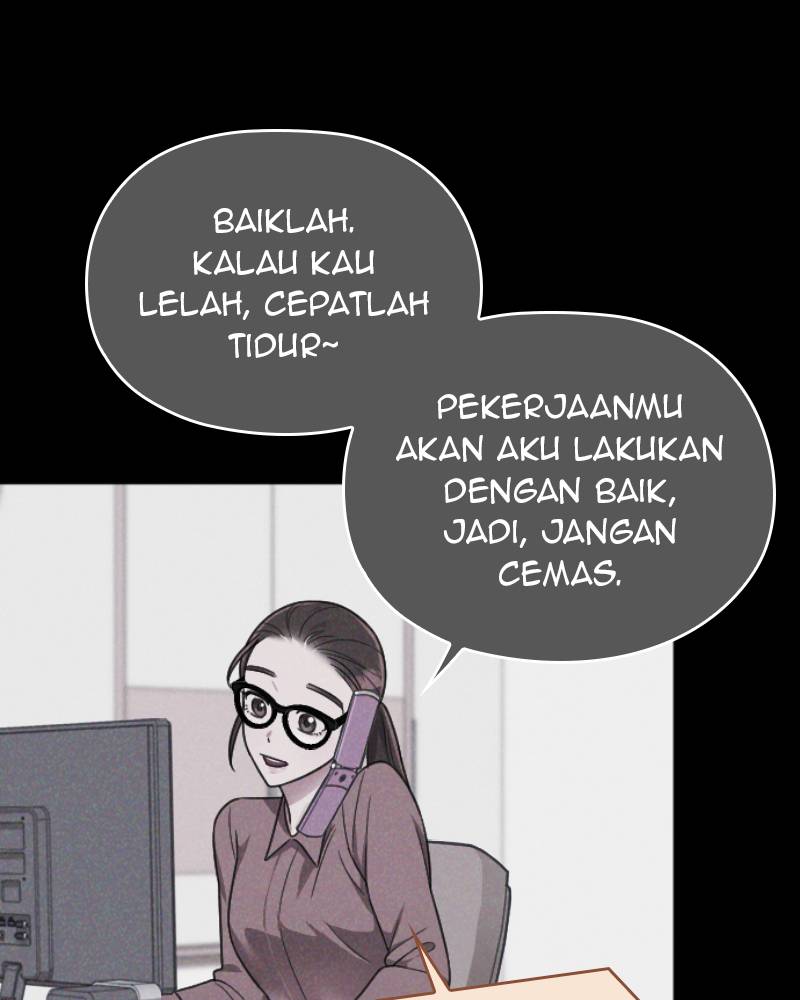 BAIKLAH.
KALAU KAU
LELAH, CEPATLAH
TIDUR~
PEKERJAANMU
AKAN AKU LAKUKAN
DENGAN BAIK,
JADI, JANGAN
CEMAS.